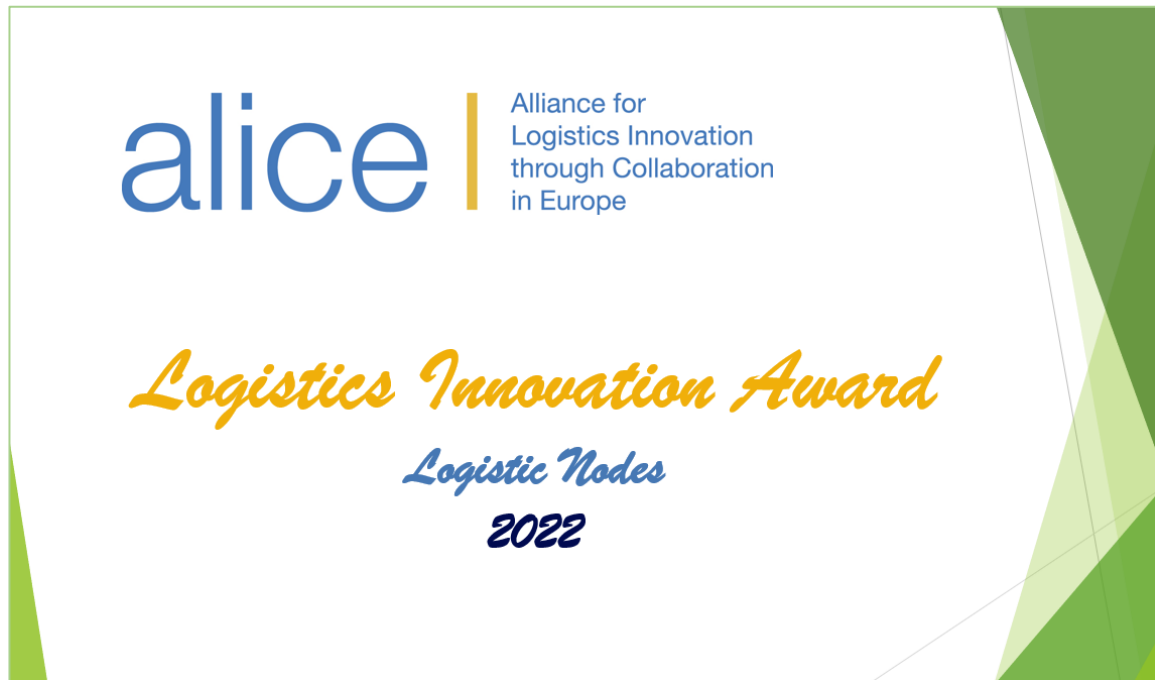 alice
Alliance for
Logistics Innovation
through Collaboration
in Europe
Logistics Innovation Award
Logistic Nodes
2022